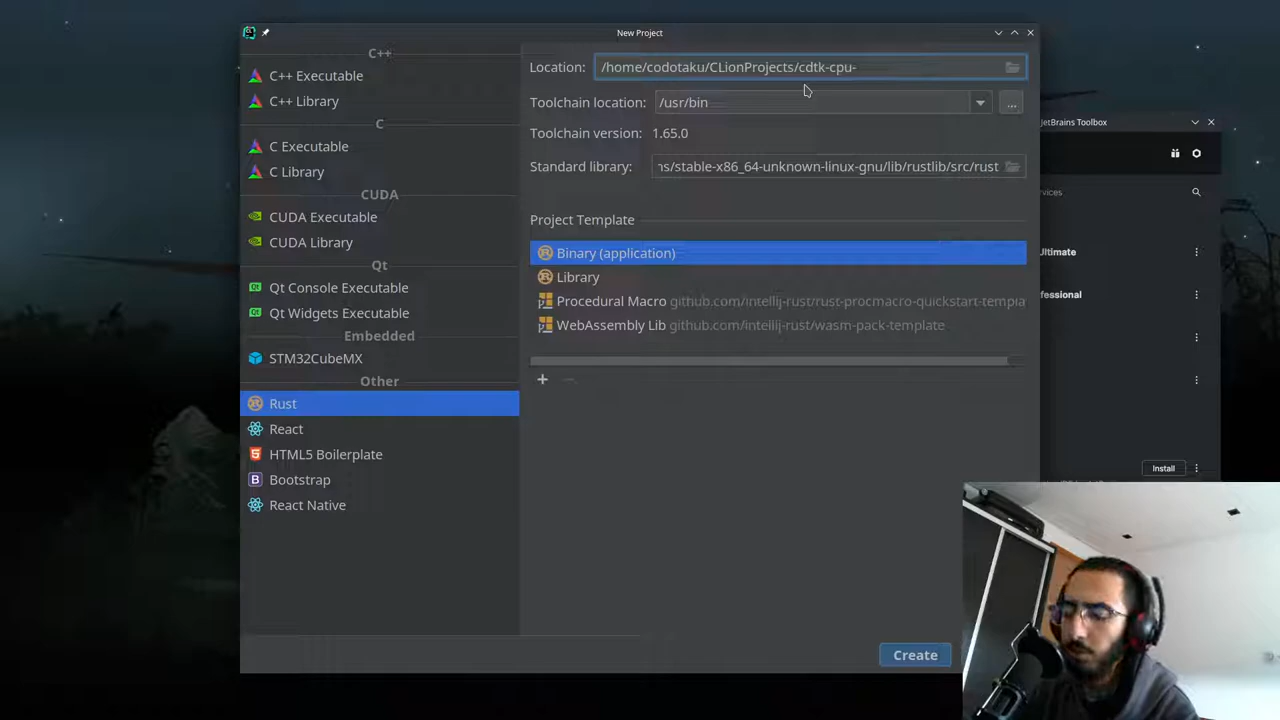 New Project
C++
C++ Executable
C++ Library
C
C Executable
C Library
CUDA
CUDA Executable
CUDA Library
Qt
Qt Console Executable
Qt Widgets Executable
Embedded
STM32CubeMX
Other
Rust
React
HTML5 Boilerplate
Bootstrap
React Native
Location: /home/codotaku/CLionProjects/cdtk-cpu-
Toolchain location: /usr/bin ...
Toolchain version: 1.65.0
Standard library: ns/stable-x86_64-unknown-linux-gnu/lib/rustlib/src/rust
Project Template
Binary (application)
Library
Procedural Macro github.com/intellij-rust/rust-procmacro-quickstart-templa
WebAssembly Lib github.com/intellij-rust/wasm-pack-template
Create
JetBrains Toolbox
vices
Ultimate
fessional
Install